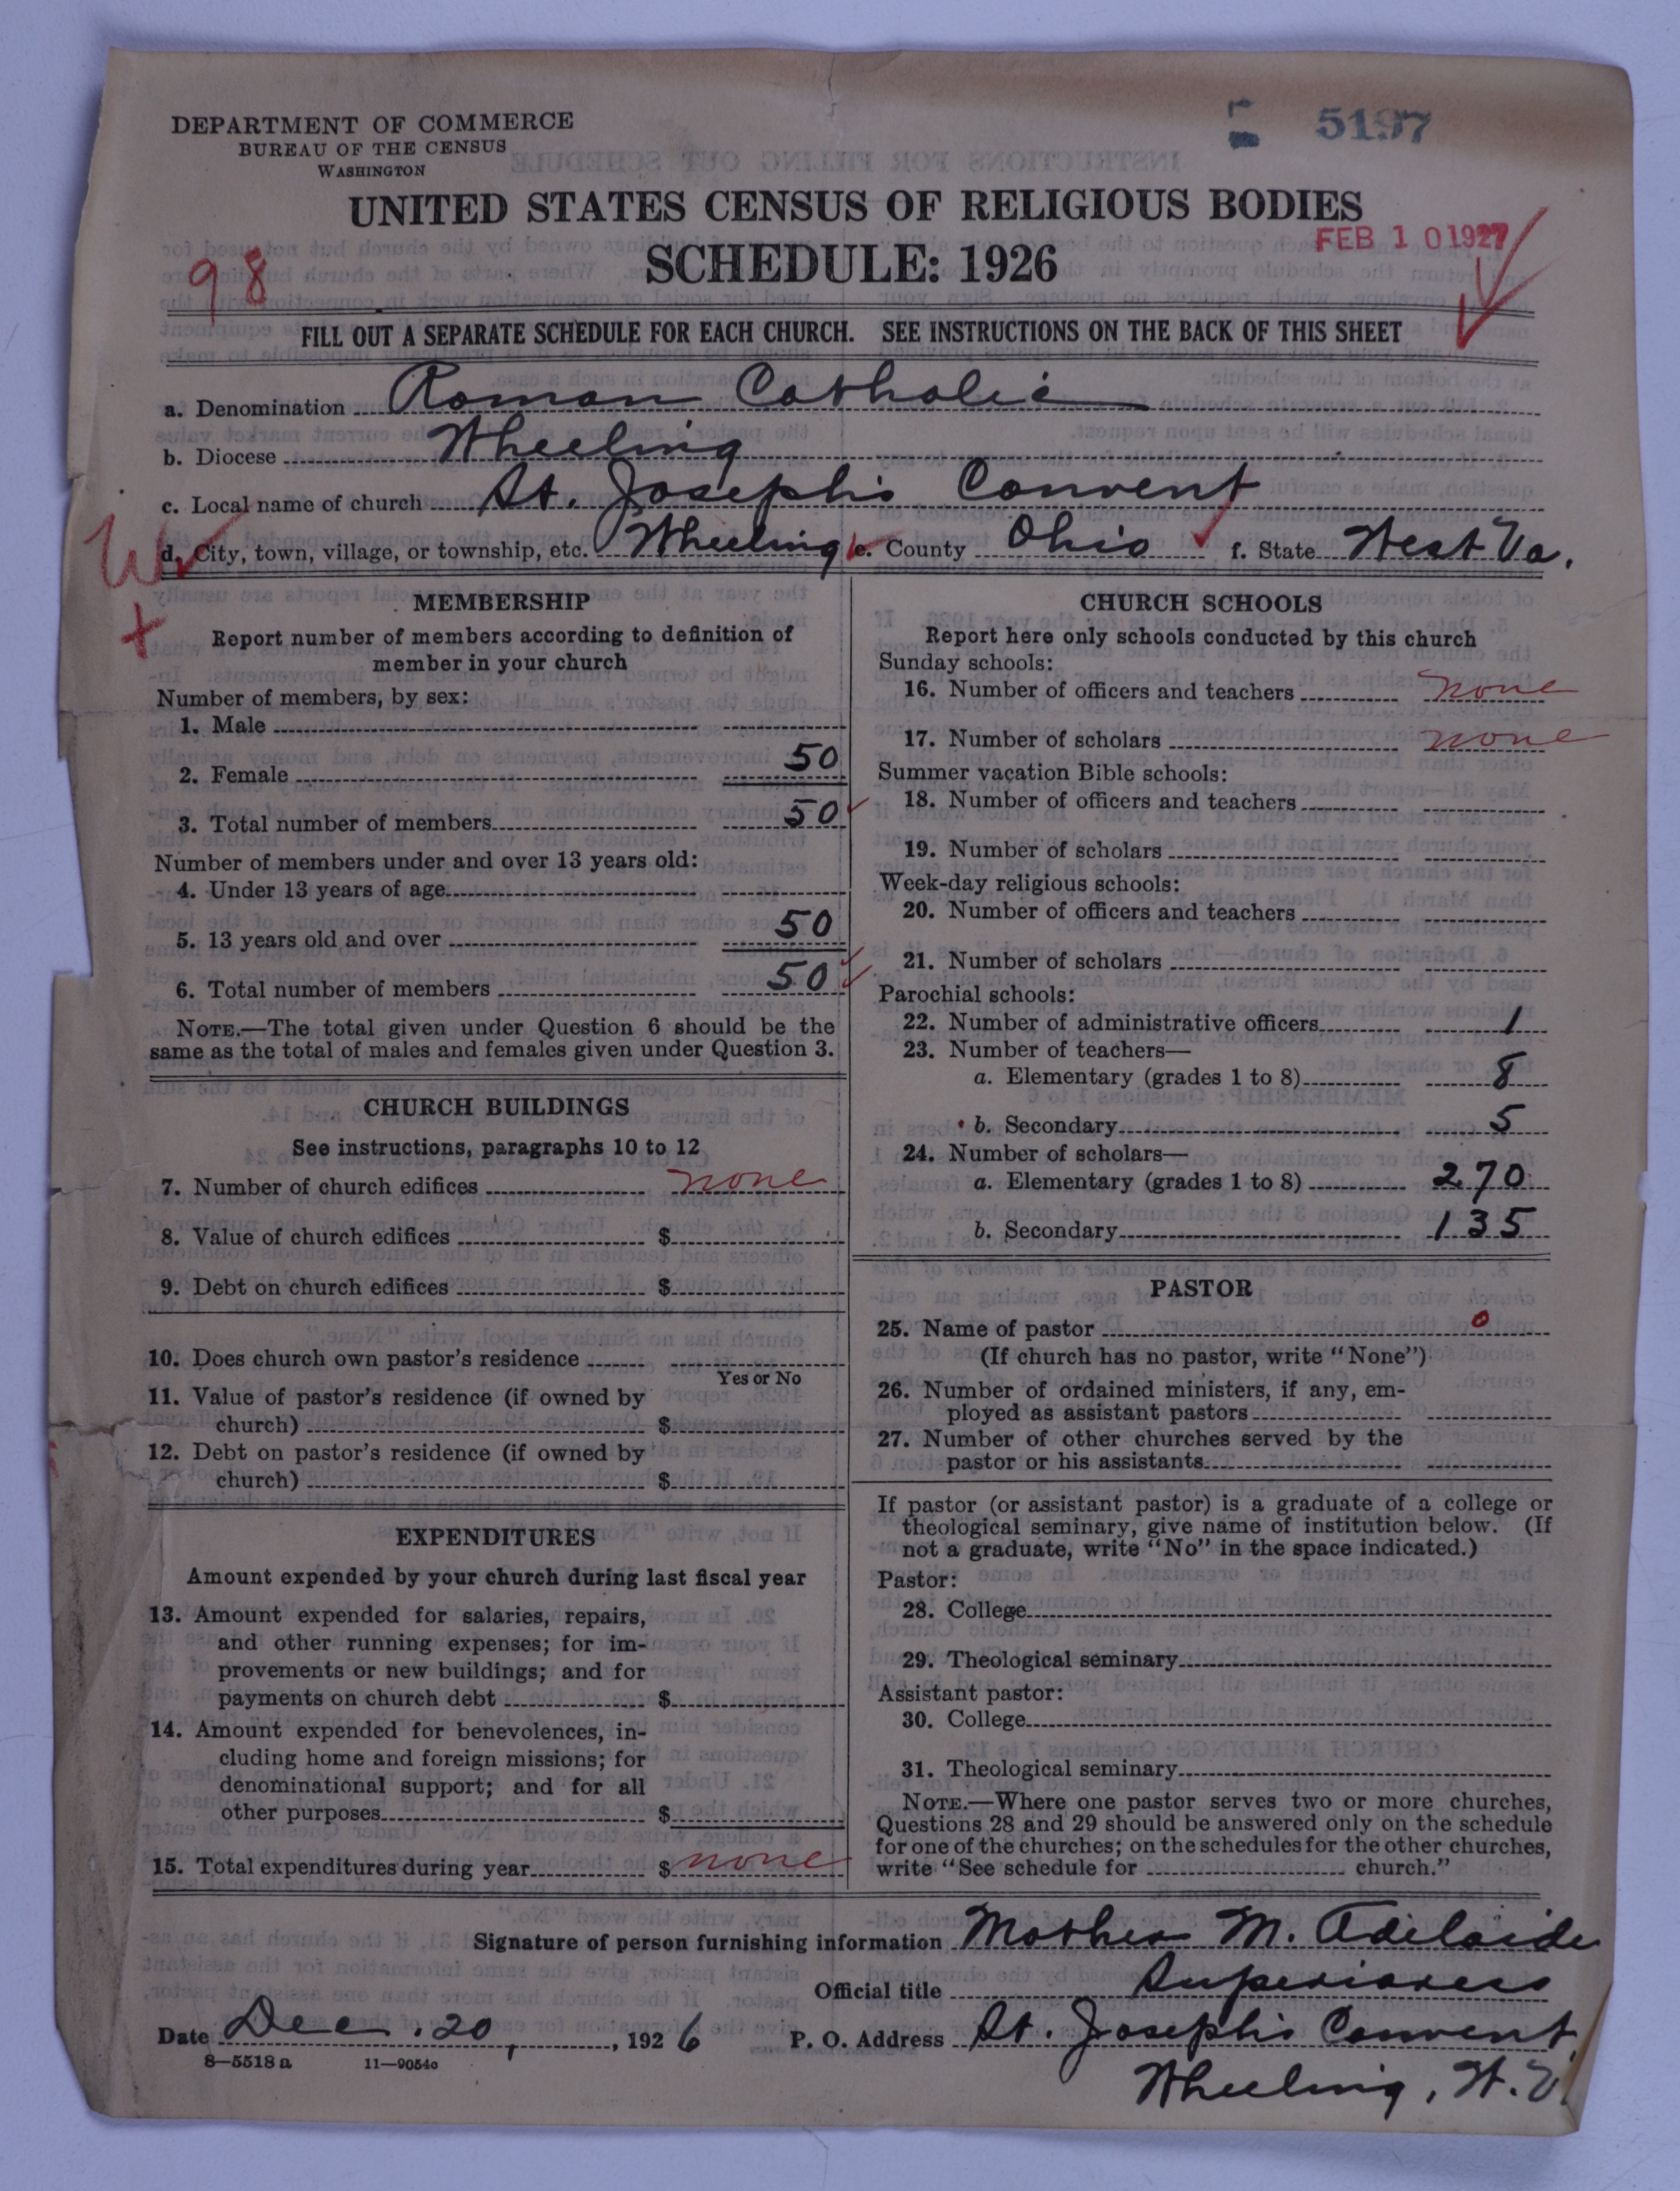 DEPARTMENT OF COMMERCE
BUREAU OF THE CENSUS
WASHINGTON
5197
UNITED STATES CENSUS OF RELIGIOUS BODIES
SCHEDULE: 1926
FEB 10 1927
98
FILL OUT A SEPARATE SCHEDULE FOR EACH CHURCH. SEE INSTRUCTIONS ON THE BACK OF THIS SHEET
a. Denomination Roman Catholic
b. Diocese Wheeling
c. Local name of church St. Joseph's Convent
W
d. City, town, village, or township, etc. Wheeling e. County Ohio f. State West Va.
MEMBERSHIP
Report number of members according to definition of
member in your church
Number of members, by sex:
1. Male
2. Female 50
3. Total number of members 50
Number of members under and over 13 years old:
4. Under 13 years of age
5. 13 years old and over 50
6. Total number of members 50
NOTE.—The total given under Question 6 should be the
same as the total of males and females given under Question 3.
CHURCH BUILDINGS
See instructions, paragraphs 10 to 12
7. Number of church edifices none
8. Value of church edifices $
9. Debt on church edifices $
10. Does church own pastor's residence
Yes or No
11. Value of pastor's residence (if owned by
church) $
12. Debt on pastor's residence (if owned by
church) $
EXPENDITURES
Amount expended by your church during last fiscal year
13. Amount expended for salaries, repairs,
and other running expenses; for im-
provements or new buildings; and for
payments on church debt $
14. Amount expended for benevolences, in-
cluding home and foreign missions; for
denominational support; and for all
other purposes $
15. Total expenditures during year $ none
CHURCH SCHOOLS
Report here only schools conducted by this church
Sunday schools:
16. Number of officers and teachers none
17. Number of scholars none
Summer vacation Bible schools:
18. Number of officers and teachers
19. Number of scholars
Week-day religious schools:
20. Number of officers and teachers
21. Number of scholars
Parochial schools:
22. Number of administrative officers 1
23. Number of teachers—
a. Elementary (grades 1 to 8) 8
b. Secondary 5
24. Number of scholars—
a. Elementary (grades 1 to 8) 270
b. Secondary 135
PASTOR
25. Name of pastor 0
(If church has no pastor, write "None")
26. Number of ordained ministers, if any, em-
ployed as assistant pastors
27. Number of other churches served by the
pastor or his assistants
If pastor (or assistant pastor) is a graduate of a college or
theological seminary, give name of institution below. (If
not a graduate, write "No" in the space indicated.)
Pastor:
28. College
29. Theological seminary
Assistant pastor:
30. College
31. Theological seminary
NOTE.—Where one pastor serves two or more churches,
Questions 28 and 29 should be answered only on the schedule
for one of the churches; on the schedules for the other churches,
write "See schedule for church."
Signature of person furnishing information Mother M. Adelaide
Official title Superioress
Date Dec. 20, 1926 P. O. Address St. Joseph's Convent
8—5518a 11—9054o
Wheeling, W. V